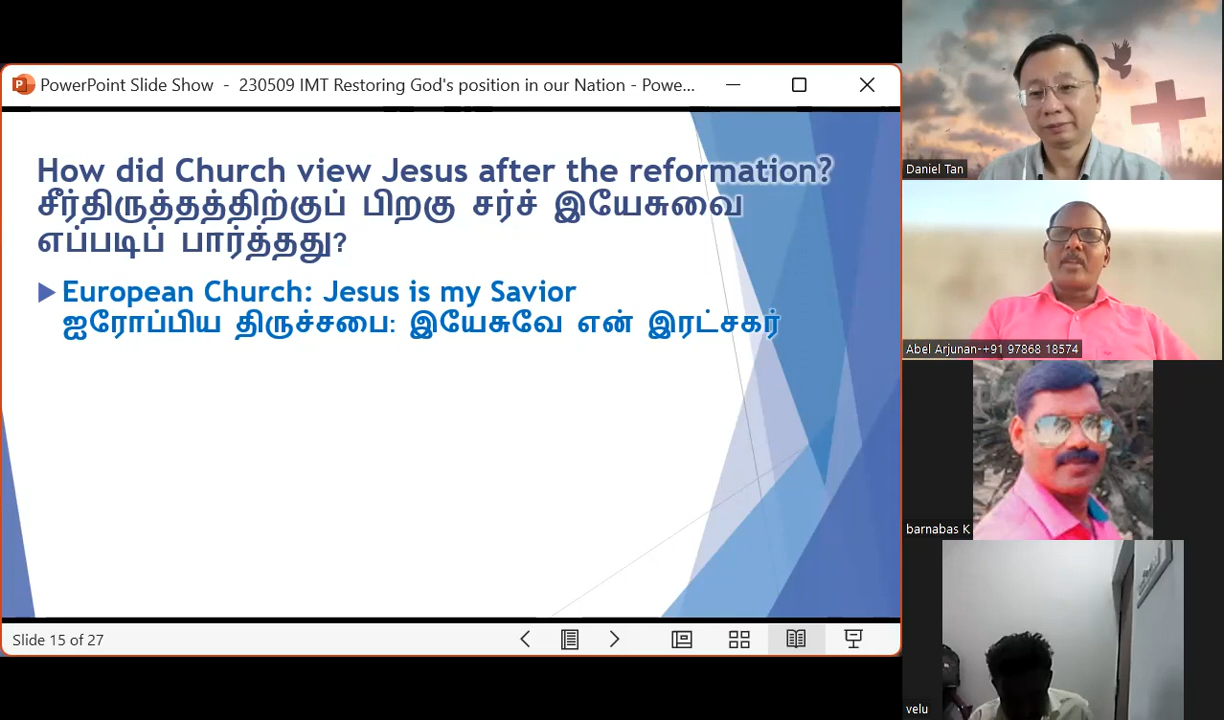 PowerPoint Slide Show - 230509 IMT Restoring God's position in our Nation - Powe...
How did Church view Jesus after the reformation?
சீர்திருத்தத்திற்குப் பிறகு சர்ச் இயேசுவை
எப்படிப் பார்த்தது?
European Church: Jesus is my Savior
ஐரோப்பிய திருச்சபை: இயேசுவே என் இரட்சகர்
Slide 15 of 27
Daniel Tan
Abel Arjunan-+91 97868 18574
barnabas K
velu